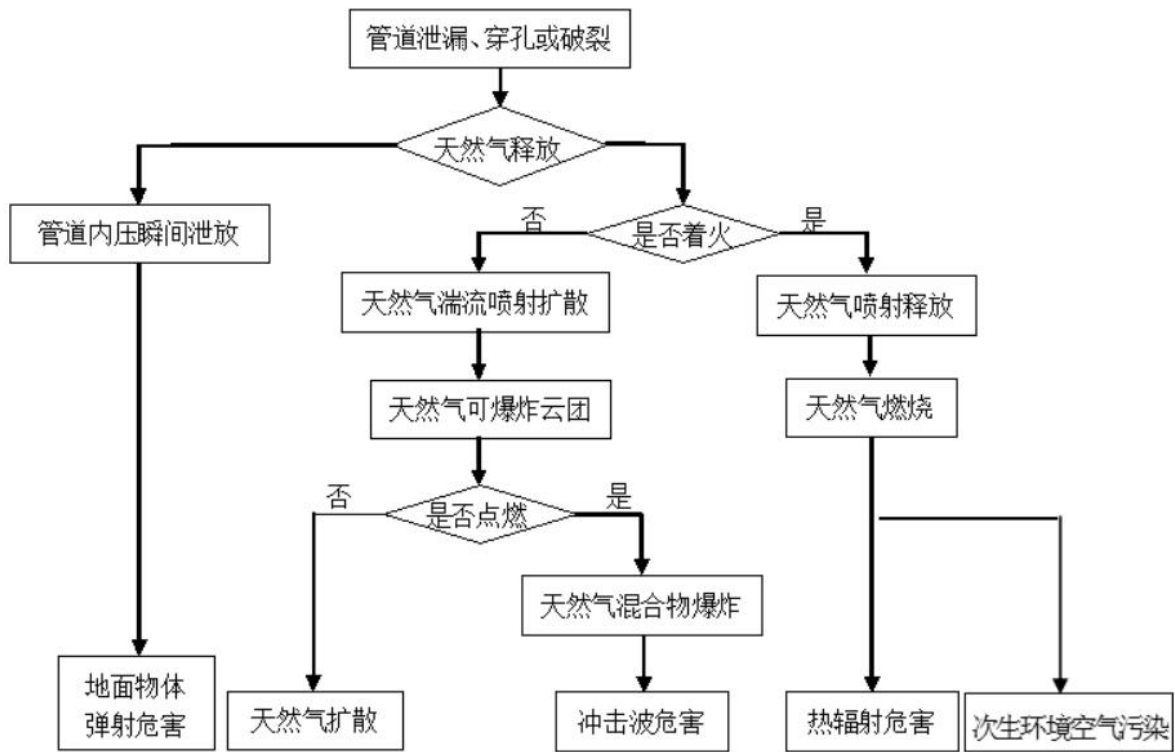 管道泄漏、穿孔或破裂
天然气释放
管道内压瞬间泄放
否
是否着火
是
天然气湍流喷射扩散
天然气喷射释放
天然气可爆炸云团
天然气燃烧
否
是否点燃
是
天然气混合物爆炸
地面物体
弹射危害
天然气扩散
冲击波危害
热辐射危害
次生环境空气污染